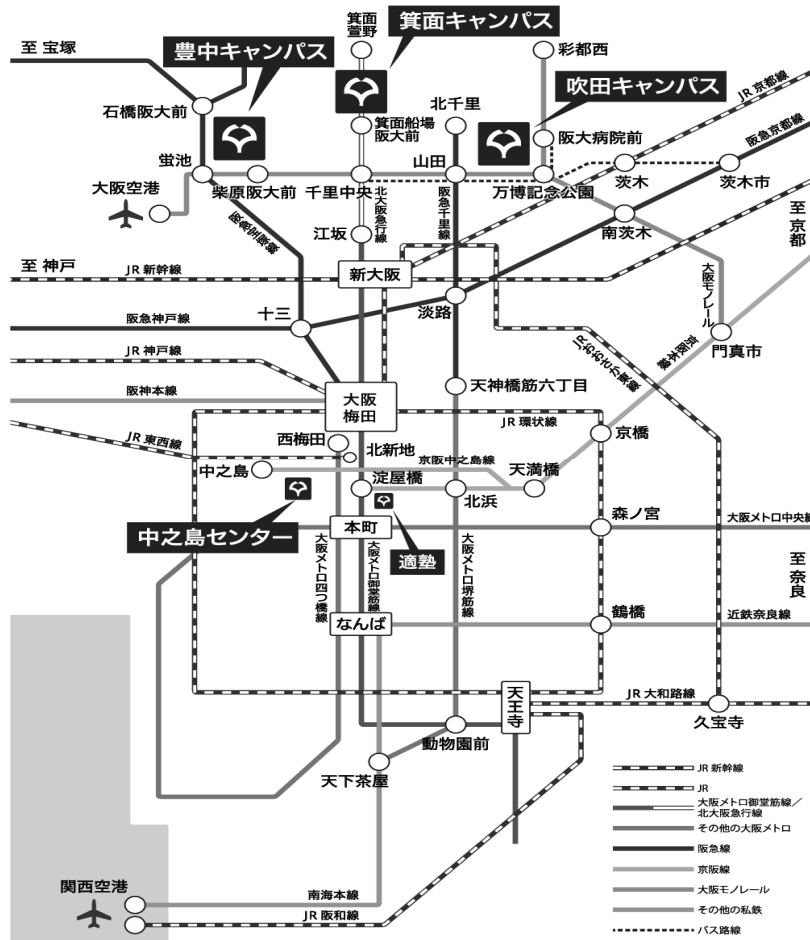 箕面
萱野
箕面キャンパス
至 宝塚
豊中キャンパス
彩都西
吹田キャンパス
JR 京都線
石橋阪大前
北千里
箕面船場
阪大前
阪大病院前
阪急京都線
蛍池
柴原阪大前
千里中央
山田
万博記念公園
茨木
茨木市
大阪空港
阪急宝塚線
北大阪急行線
阪急千里線
江坂
南茨木
至 京都
至 神戸
JR 新幹線
新大阪
大阪モノレール
淡路
十三
阪急神戸線
門真市
JR 神戸線
JRおおさか東線
京阪本線
阪神本線
天神橋筋六丁目
大阪
梅田
JR 環状線
JR 東西線
西梅田
北新地
京橋
中之島
京阪中之島線
天満橋
淀屋橋
北浜
中之島センター
本町
適塾
森ノ宮
大阪メトロ中央線
至 奈良
大阪メトロ四つ橋線
大阪メトロ御堂筋線
大阪メトロ堺筋線
なんば
鶴橋
近鉄奈良線
天王寺
JR 大和路線
久宝寺
動物園前
天下茶屋
JR 新幹線
JR
大阪メトロ御堂筋線／
北大阪急行線
その他の大阪メトロ
阪急線
京阪線
大阪モノレール
その他の私鉄
バス路線
関西空港
南海本線
JR 阪和線